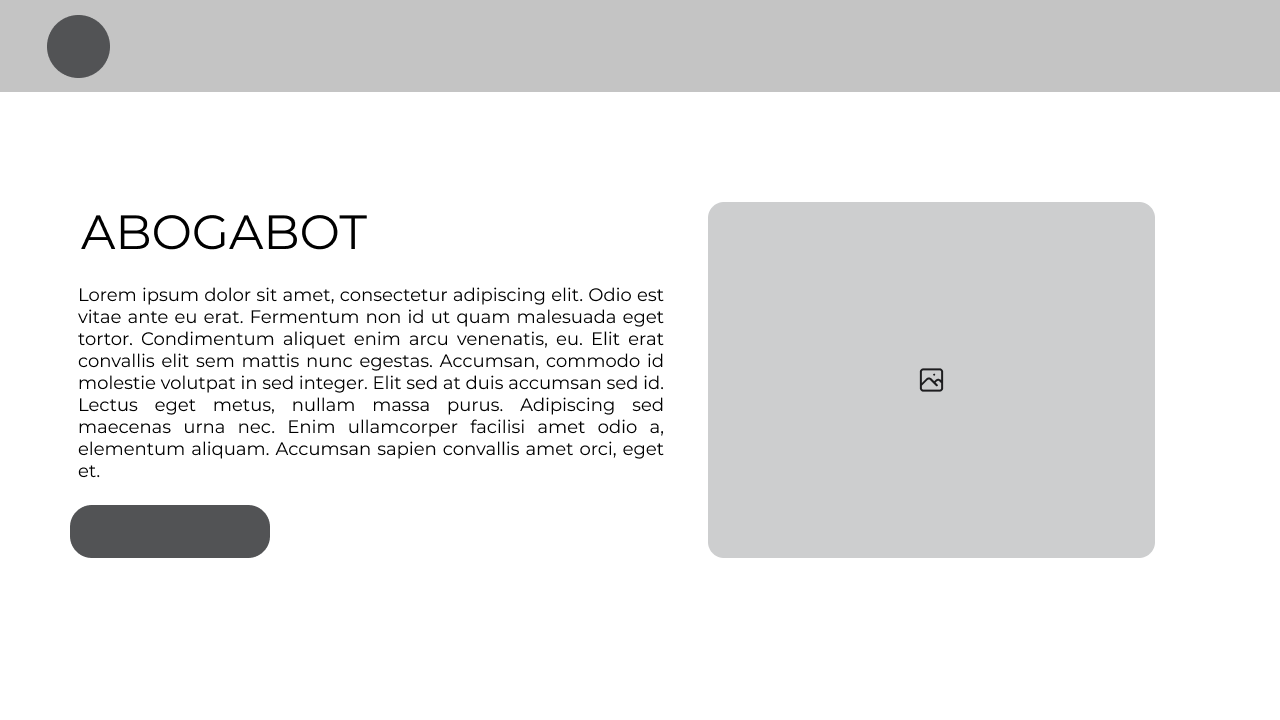 ABOGABOT
Lorem ipsum dolor sit amet, consectetur adipiscing elit. Odio est
vitae ante eu erat. Fermentum non id ut quam malesuada eget
tortor. Condimentum aliquet enim arcu venenatis, eu. Elit erat
convallis elit sem mattis nunc egestas. Accumsan, commodo id
molestie volutpat in sed integer. Elit sed at duis accumsan sed id.
Lectus eget metus, nullam massa purus. Adipiscing sed
maecenas urna nec. Enim ullamcorper facilisi amet odio a,
elementum aliquam. Accumsan sapien convallis amet orci, eget
et.